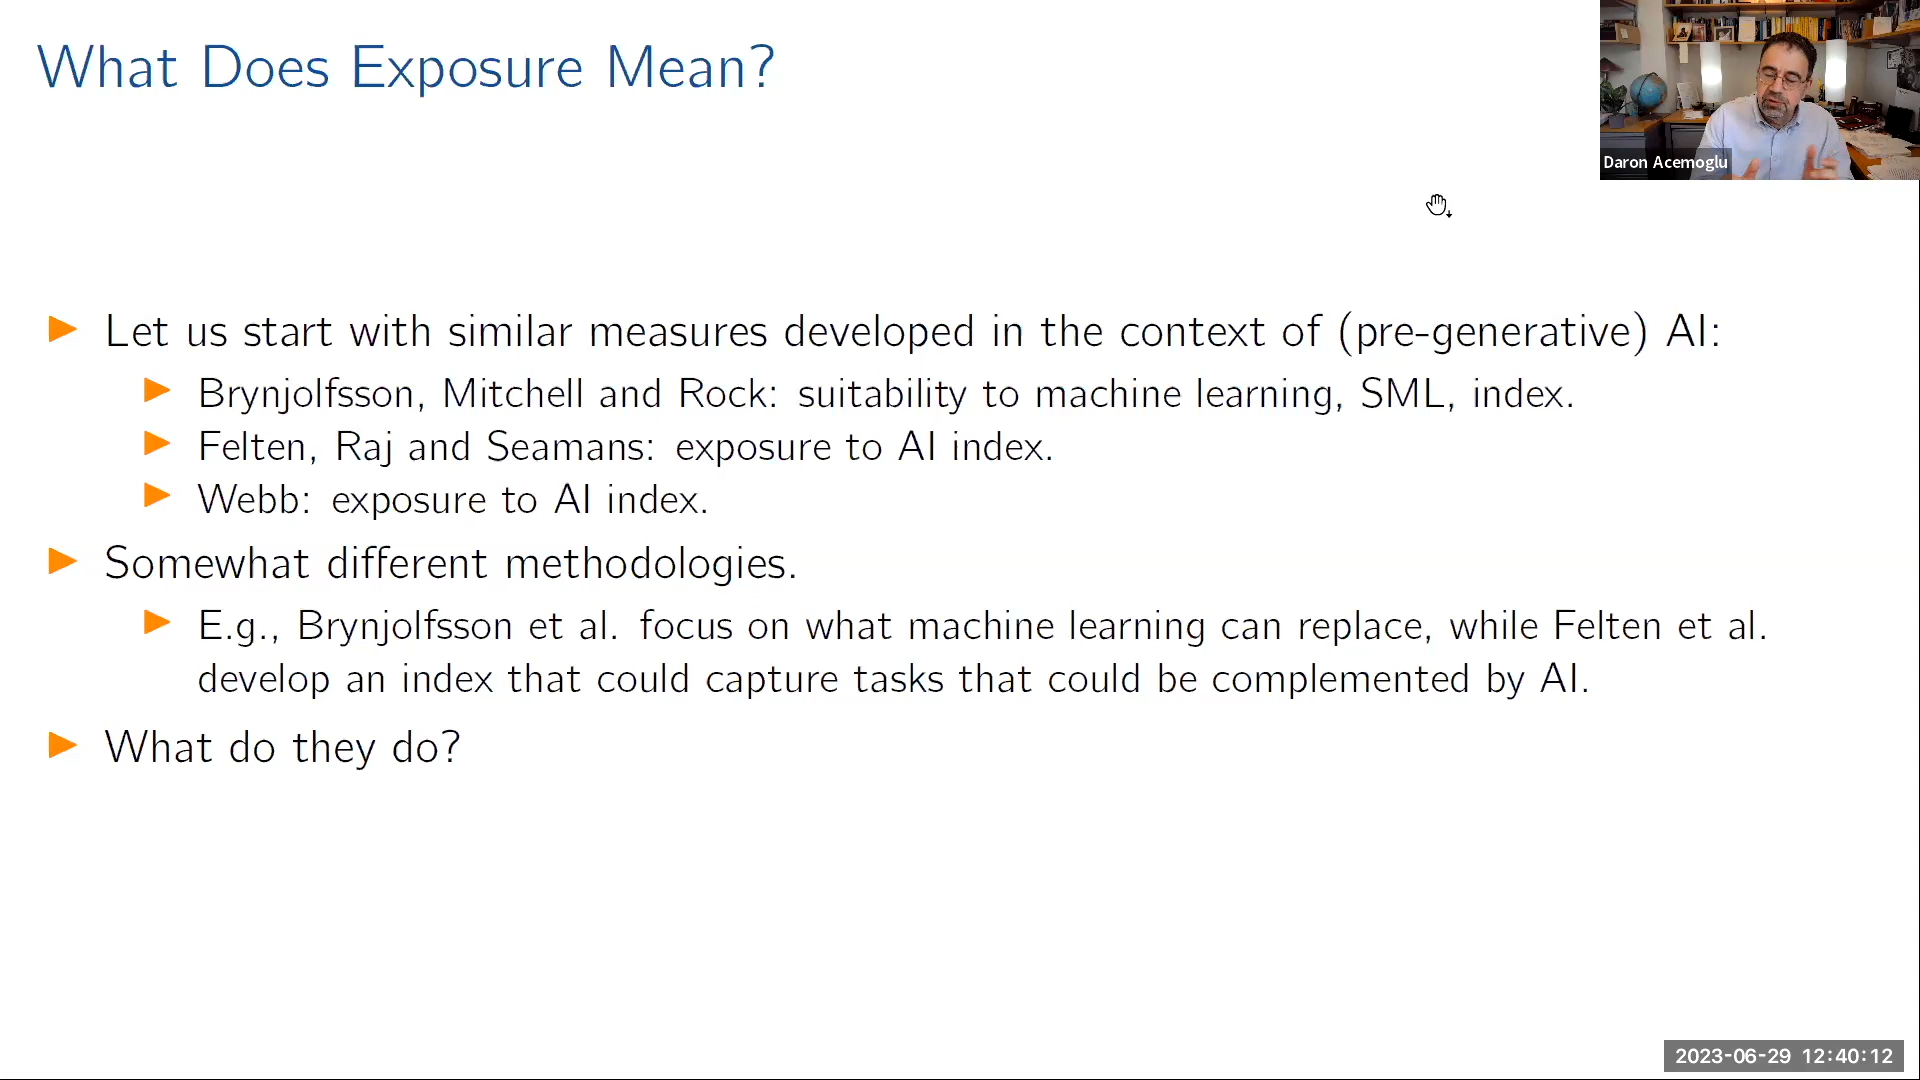 What Does Exposure Mean?
Daron Acemoglu
Let us start with similar measures developed in the context of (pre-generative) AI:
Brynjolfsson, Mitchell and Rock: suitability to machine learning, SML, index.
Felten, Raj and Seamans: exposure to AI index.
Webb: exposure to AI index.
Somewhat different methodologies.
E.g., Brynjolfsson et al. focus on what machine learning can replace, while Felten et al.
develop an index that could capture tasks that could be complemented by AI.
What do they do?
2023-06-29 12:40:12